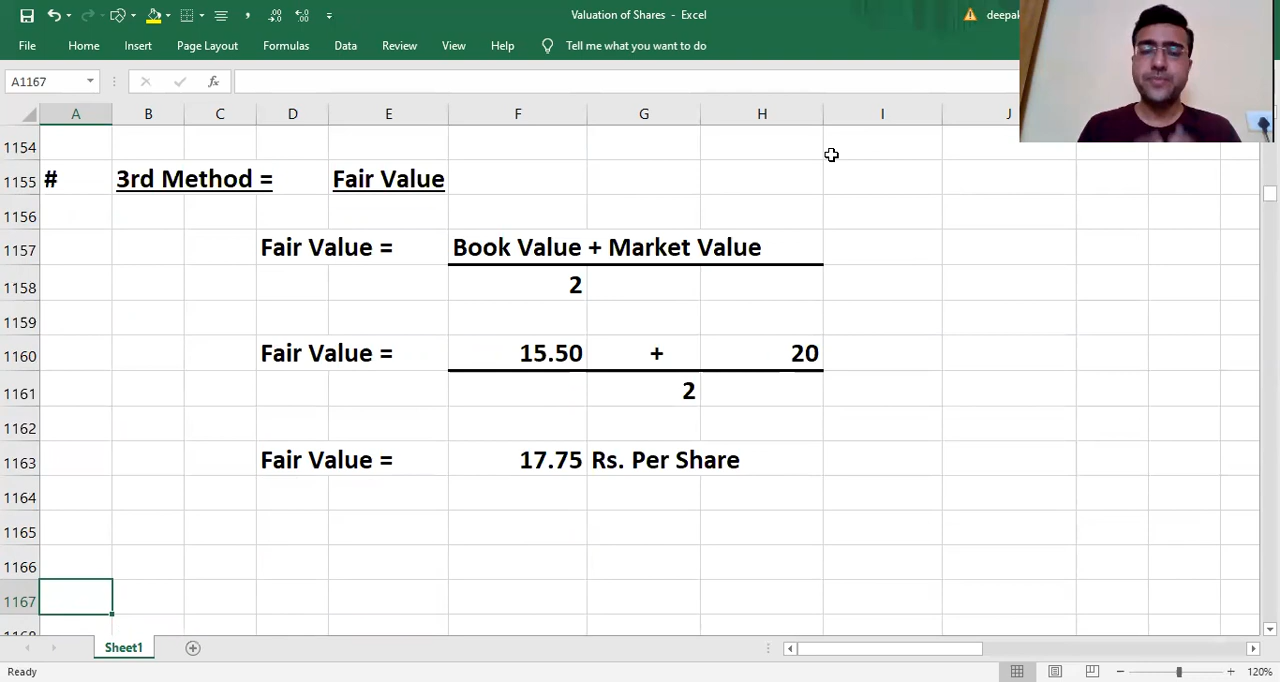 Valuation of Shares - Excel
deepak
File Home Insert Page Layout Formulas Data Review View Help Tell me what you want to do
A1167 fx
A B C D E F G H I J
1154
1155 # 3rd Method = Fair Value
1156
1157 Fair Value = Book Value + Market Value
1158 2
1159
1160 Fair Value = 15.50 + 20
1161 2
1162
1163 Fair Value = 17.75 Rs. Per Share
1164
1165
1166
1167
1168
Sheet1
Ready 120%